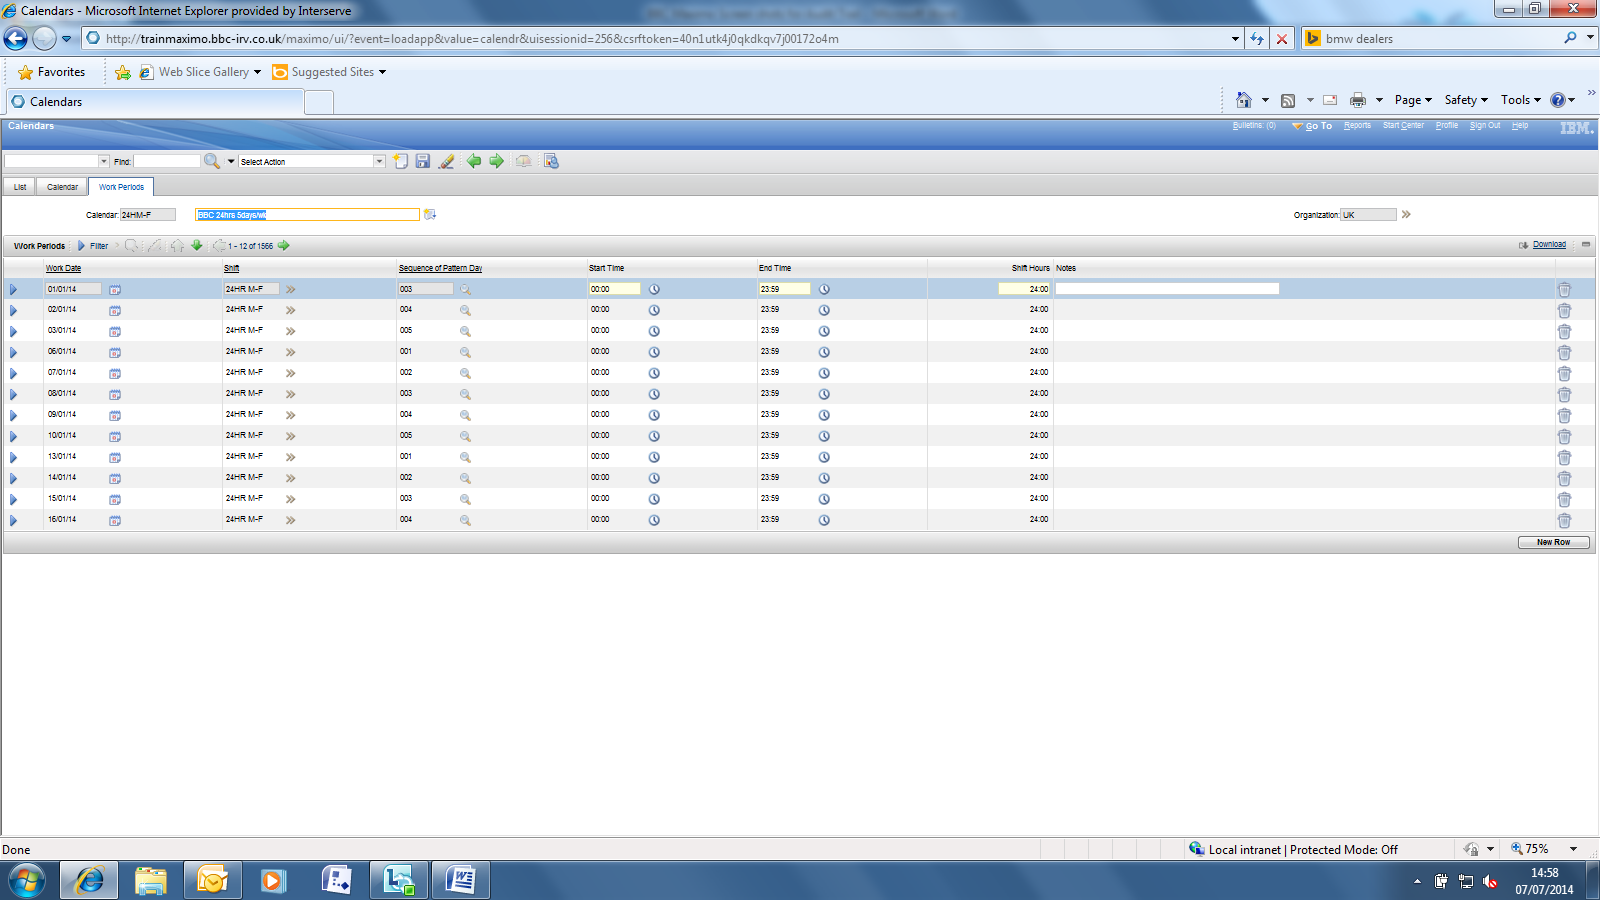 Calendars - Microsoft Internet Explorer provided by Interserve
http://trainmaximo.bbc-irv.co.uk/maximo/ui/?event=loadapp&value=calendr&uisessionid=256&csrftoken=40n1utk4j0qkdkqv7j00172o4m
bmw dealers
Favorites Web Slice Gallery Suggested Sites
Calendars
Page Safety Tools
Calendars
Bulletins: (0) Go To Reports Start Center Profile Sign Out Help IBM.
Find: Select Action
List Calendar Work Periods
Calendar: 24HM-F BBC 24hrs 5days/wk Organization: UK
Work Periods Filter 1 - 12 of 1566 Download
Work Date Shift Sequence of Pattern Day Start Time End Time Shift Hours Notes
01/01/14 24HR M-F 003 00:00 23:59 24:00
02/01/14 24HR M-F 004 00:00 23:59 24:00
03/01/14 24HR M-F 005 00:00 23:59 24:00
06/01/14 24HR M-F 001 00:00 23:59 24:00
07/01/14 24HR M-F 002 00:00 23:59 24:00
08/01/14 24HR M-F 003 00:00 23:59 24:00
09/01/14 24HR M-F 004 00:00 23:59 24:00
10/01/14 24HR M-F 005 00:00 23:59 24:00
13/01/14 24HR M-F 001 00:00 23:59 24:00
14/01/14 24HR M-F 002 00:00 23:59 24:00
15/01/14 24HR M-F 003 00:00 23:59 24:00
16/01/14 24HR M-F 004 00:00 23:59 24:00
New Row
Done Local intranet | Protected Mode: Off 75%
14:58
07/07/2014